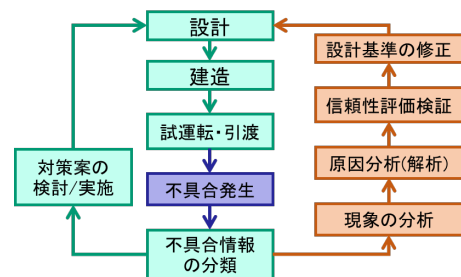 設計
建造
試運転・引渡
不具合発生
不具合情報
の分類
対策案の
検討/実施
設計基準の修正
信頼性評価検証
原因分析(解析)
現象の分析